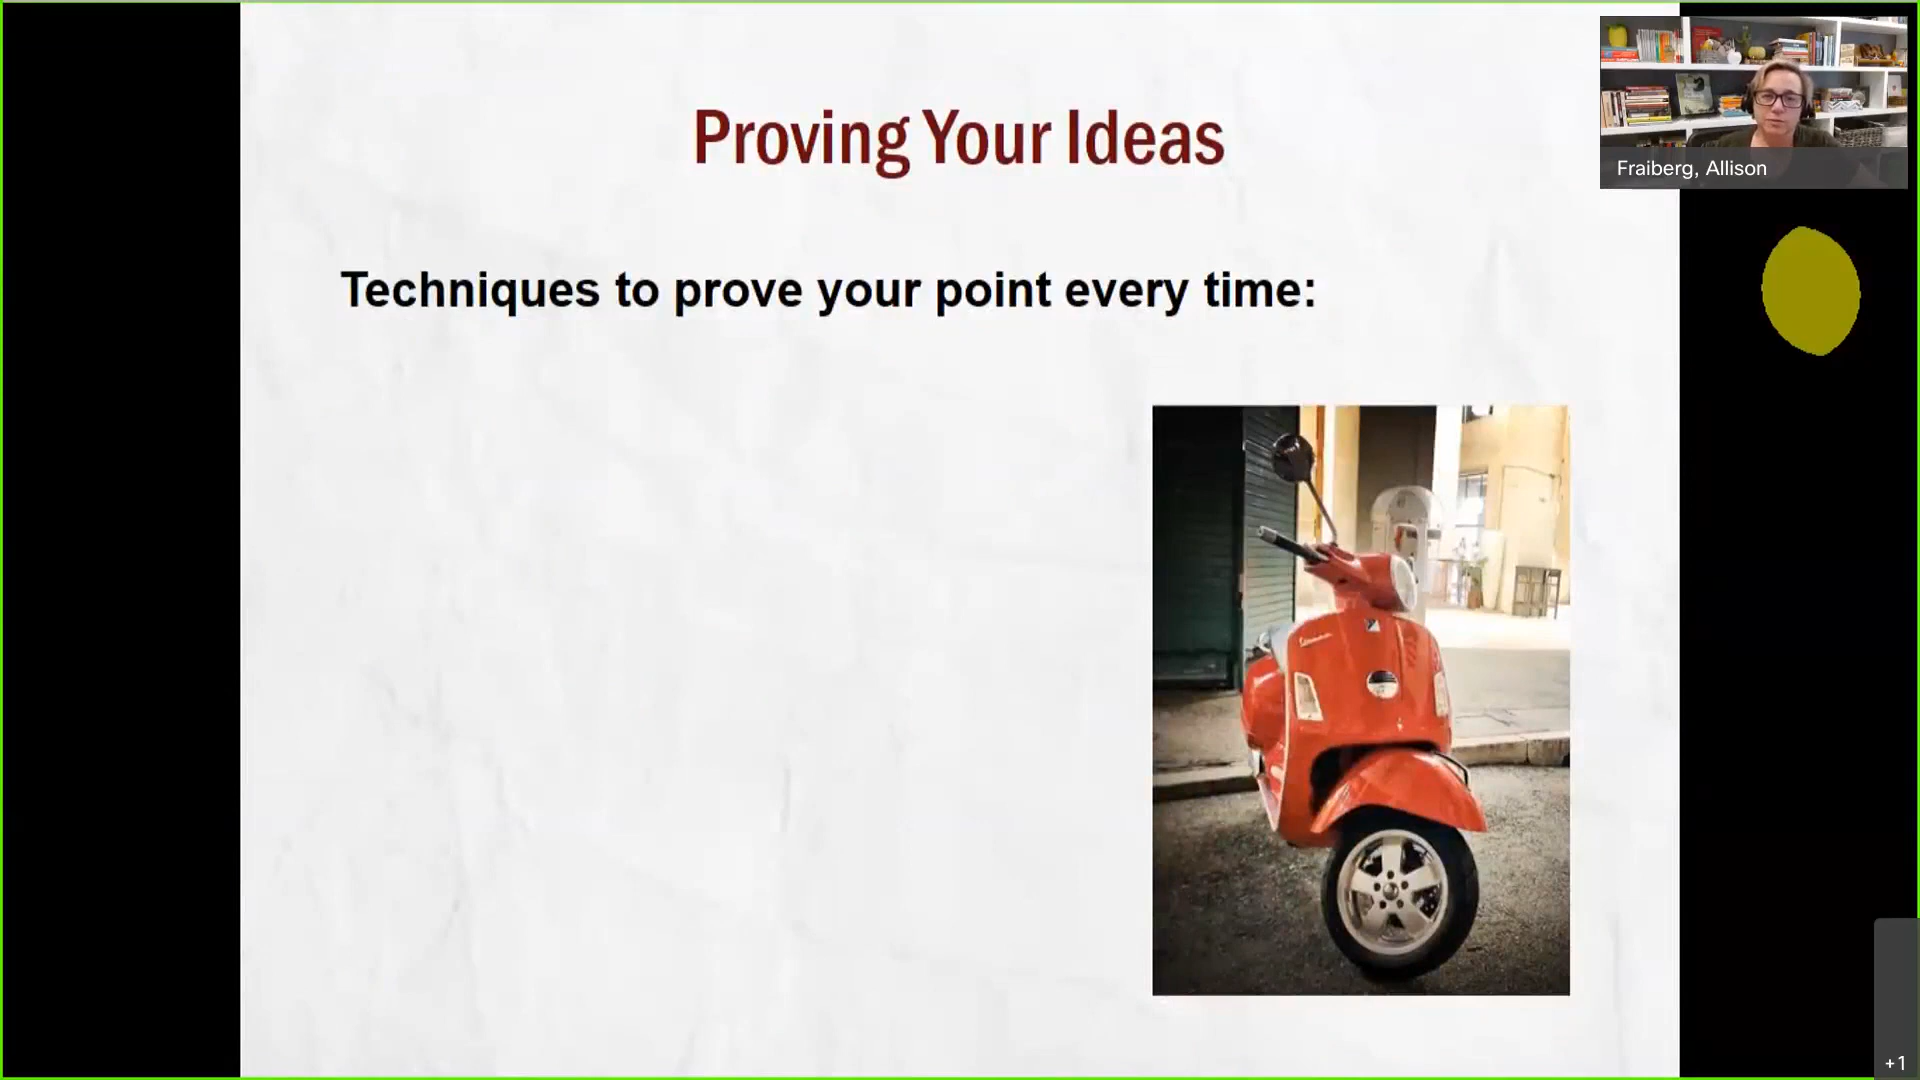 Proving Your Ideas
Fraiberg, Allison
Techniques to prove your point every time:
+1